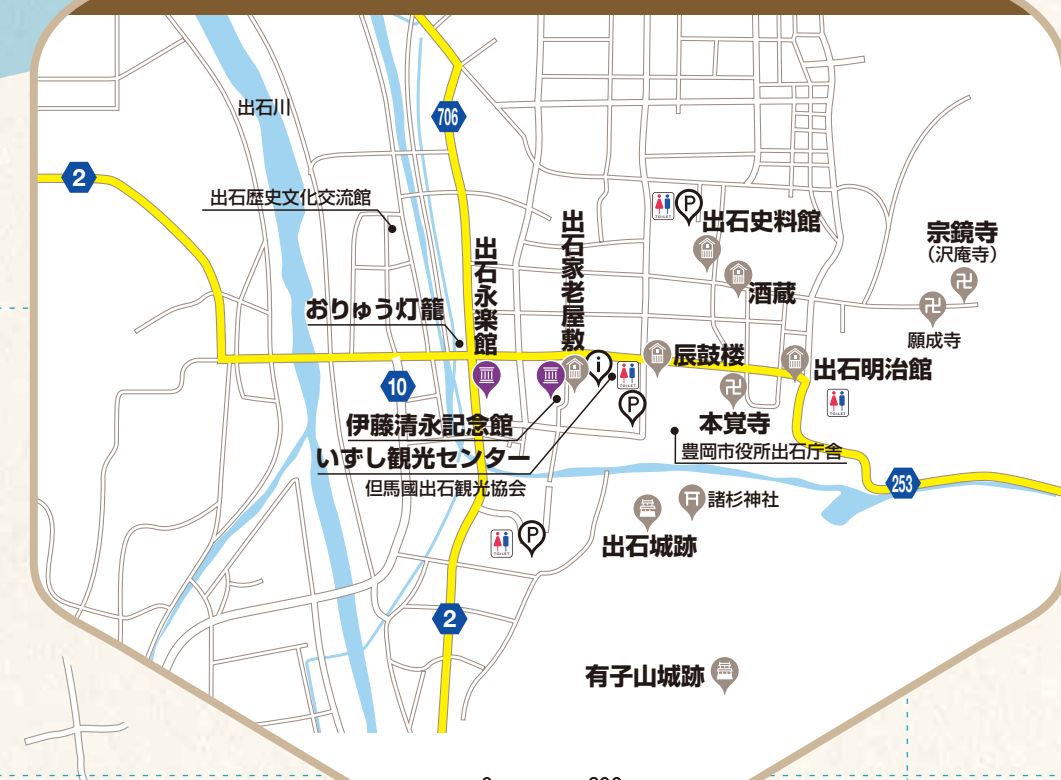 出石川
706
2
出石歴史文化交流館
P
TOILET
出石史料館
出石家老屋敷
宗鏡寺
(沢庵寺)
出石永楽館
酒蔵
おりゅう灯籠
願成寺
辰鼓楼
i
TOILET
出石明治館
10
P
TOILET
伊藤清永記念館
本覚寺
いずし観光センター
豊岡市役所出石庁舎
但馬國出石観光協会
253
諸杉神社
P
TOILET
出石城跡
2
有子山城跡